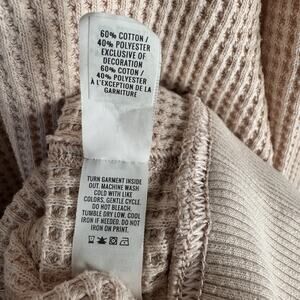 60% COTTON /
40% POLYESTER
EXCLUSIVE OF
DECORATION
60% COTON /
40% POLYESTER
À L'EXCEPTION DE LA
GARNITURE
TURN GARMENT INSIDE
OUT. MACHINE WASH
COLD WITH LIKE
COLORS, GENTLE CYCLE.
DO NOT BLEACH.
TUMBLE DRY LOW. COOL
IRON IF NEEDED. DO NOT
IRON ON PRINT.